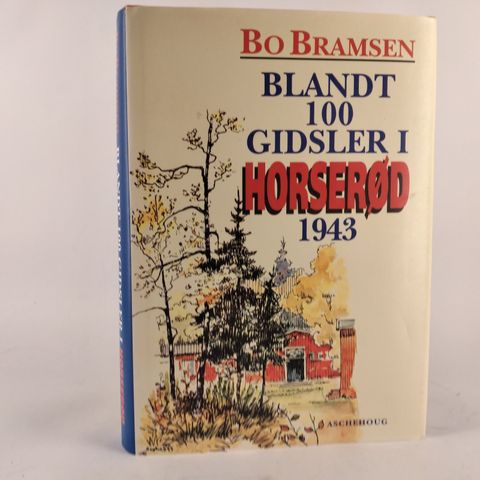 BO BRAMSEN
BLANDT
100
GIDSLER I
HORSERØD
1943
ASCHEHOUG